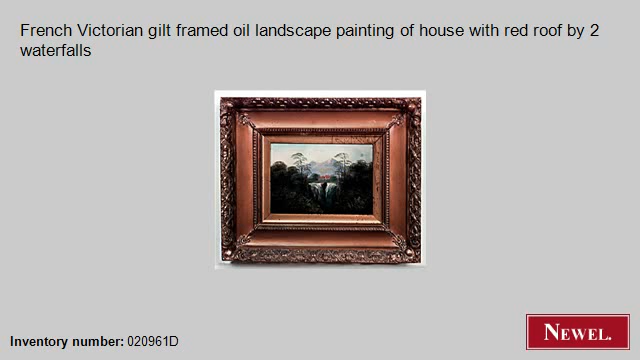 French Victorian gilt framed oil landscape painting of house with red roof by 2
waterfalls
Inventory number: 020961D
NEWEL.